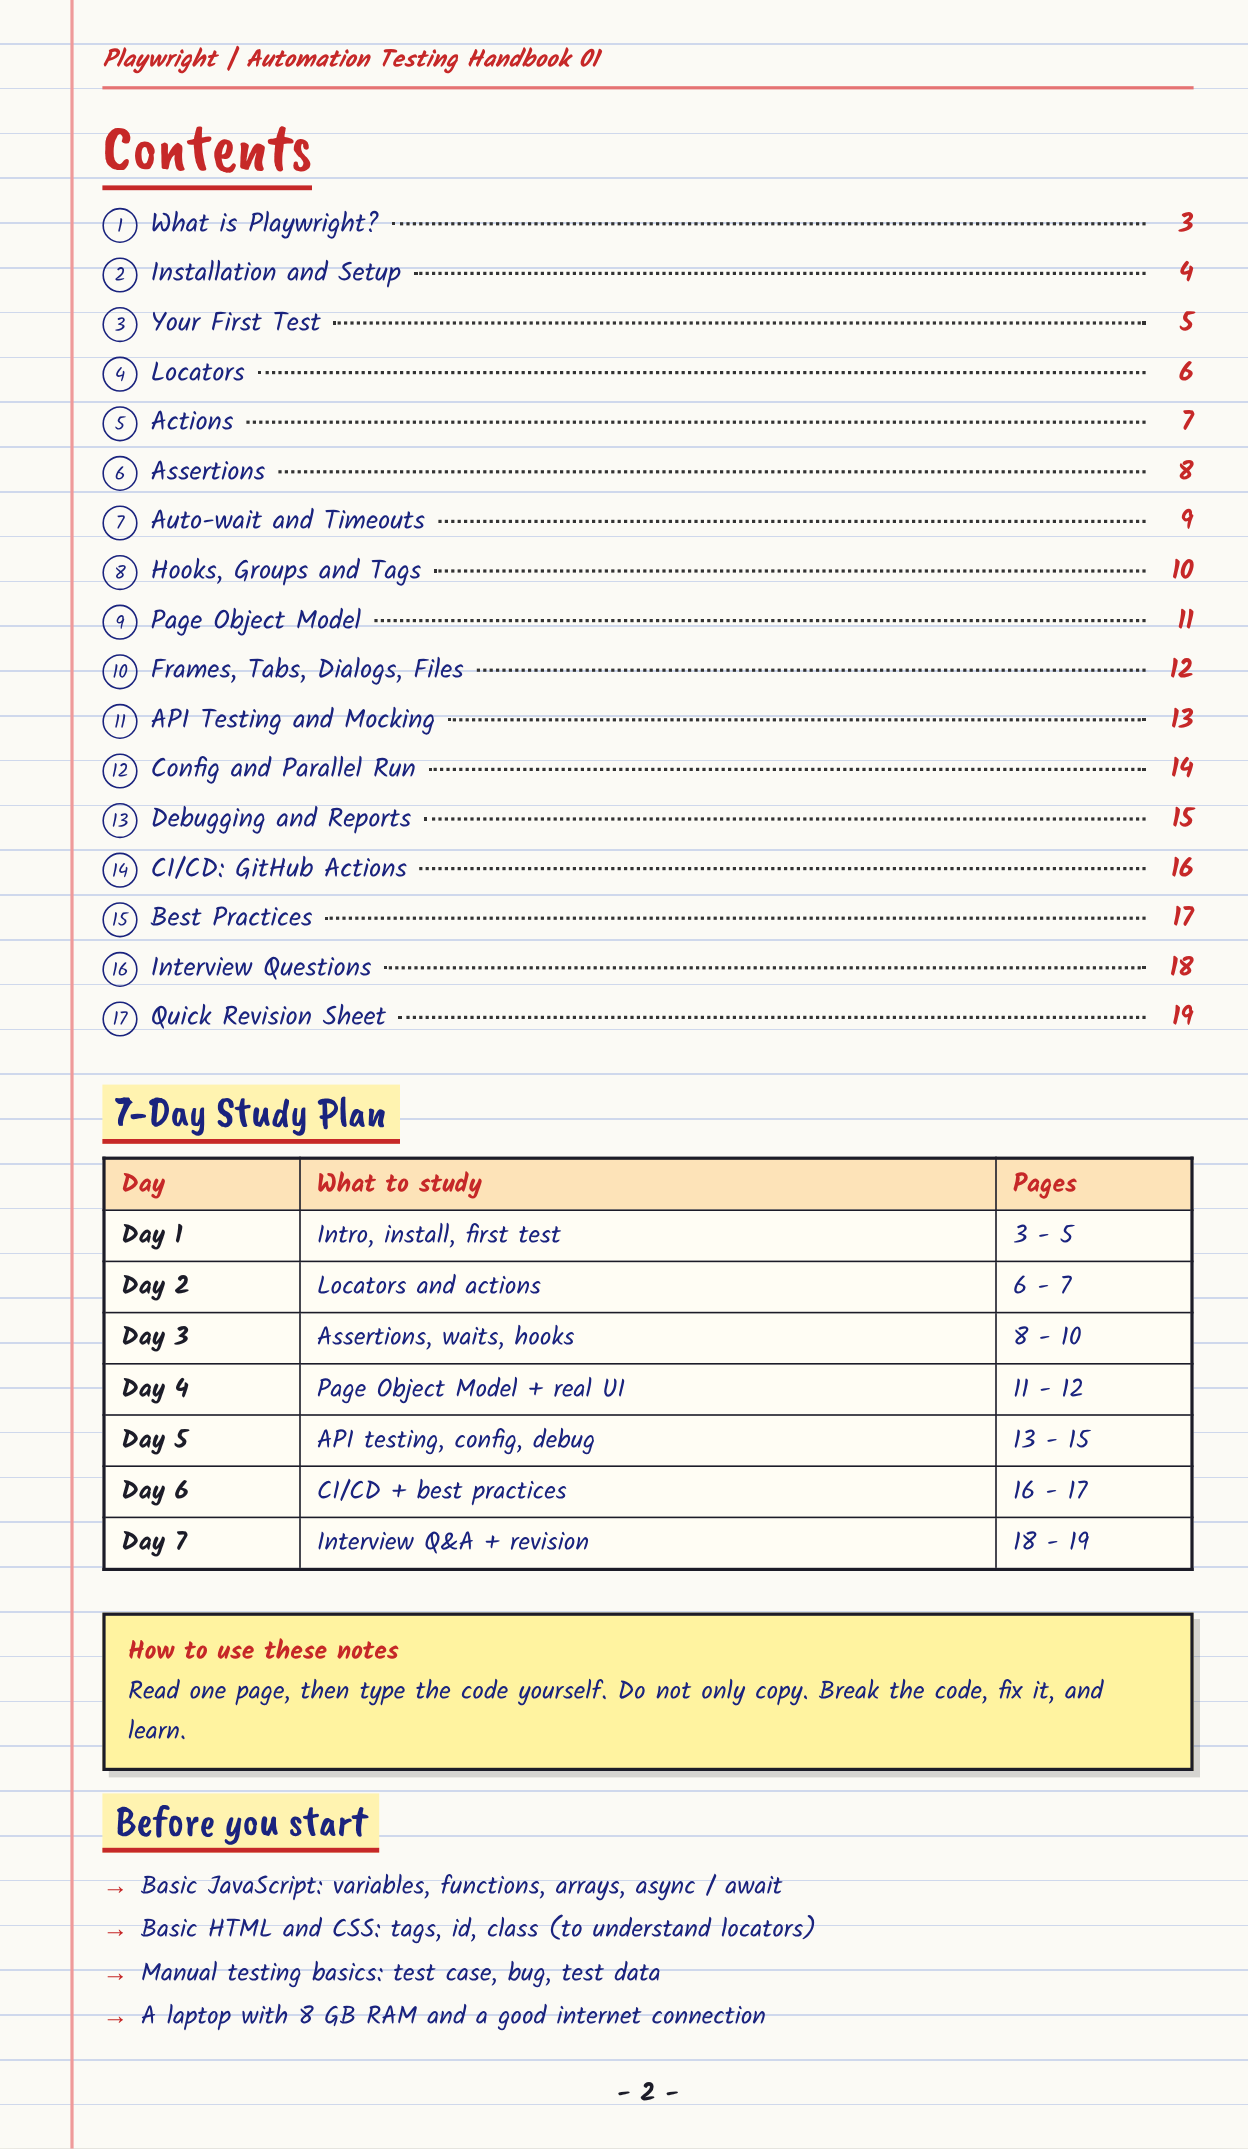 Playwright | Automation Testing Handbook 01
Contents
1 What is Playwright? 3
2 Installation and Setup 4
3 Your First Test 5
4 Locators 6
5 Actions 7
6 Assertions 8
7 Auto-wait and Timeouts 9
8 Hooks, Groups and Tags 10
9 Page Object Model 11
10 Frames, Tabs, Dialogs, Files 12
11 API Testing and Mocking 13
12 Config and Parallel Run 14
13 Debugging and Reports 15
14 CI/CD: GitHub Actions 16
15 Best Practices 17
16 Interview Questions 18
17 Quick Revision Sheet 19
7-Day Study Plan
Day What to study Pages
Day 1 Intro, install, first test 3 - 5
Day 2 Locators and actions 6 - 7
Day 3 Assertions, waits, hooks 8 - 10
Day 4 Page Object Model + real UI 11 - 12
Day 5 API testing, config, debug 13 - 15
Day 6 CI/CD + best practices 16 - 17
Day 7 Interview Q&A + revision 18 - 19
How to use these notes
Read one page, then type the code yourself. Do not only copy. Break the code, fix it, and
learn.
Before you start
→ Basic JavaScript: variables, functions, arrays, async / await
→ Basic HTML and CSS: tags, id, class (to understand locators)
→ Manual testing basics: test case, bug, test data
→ A laptop with 8 GB RAM and a good internet connection
- 2 -